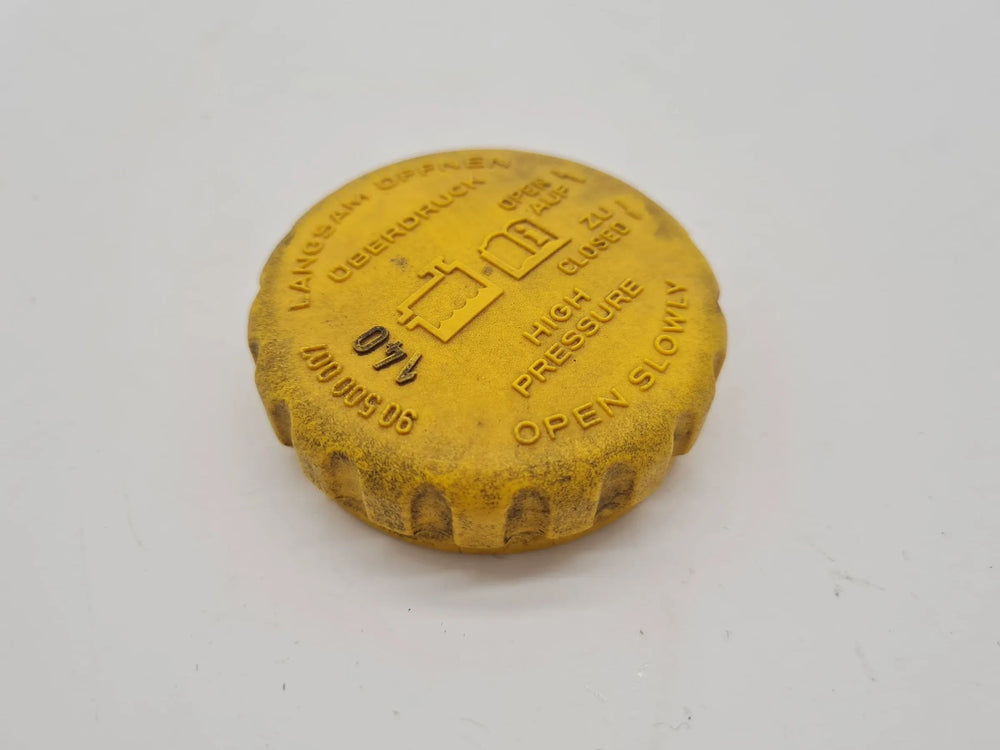 LANGSAM ÖFFNEN
ÜBERDRUCK
OPEN
AUF
ZU
CLOSED
HIGH
PRESSURE
OPEN SLOWLY
140
90 500 007